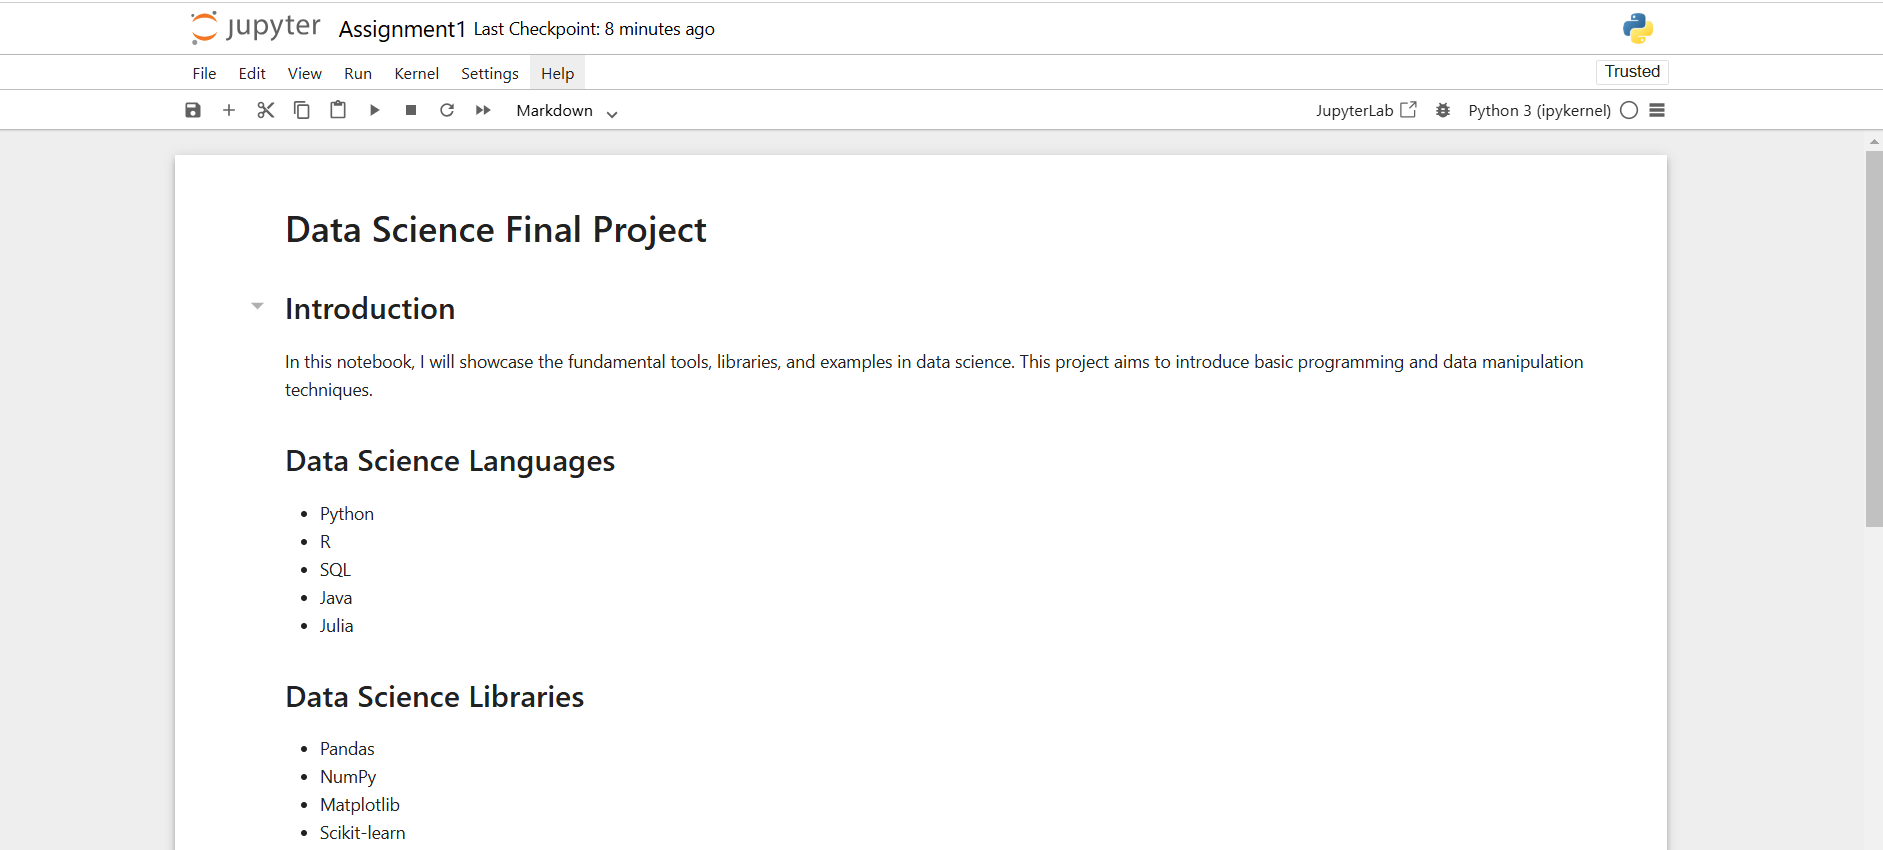 jupyter Assignment1 Last Checkpoint: 8 minutes ago
File Edit View Run Kernel Settings Help Trusted
Markdown JupyterLab Python 3 (ipykernel)
Data Science Final Project
Introduction
In this notebook, I will showcase the fundamental tools, libraries, and examples in data science. This project aims to introduce basic programming and data manipulation
techniques.
Data Science Languages
• Python
• R
• SQL
• Java
• Julia
Data Science Libraries
• Pandas
• NumPy
• Matplotlib
• Scikit-learn